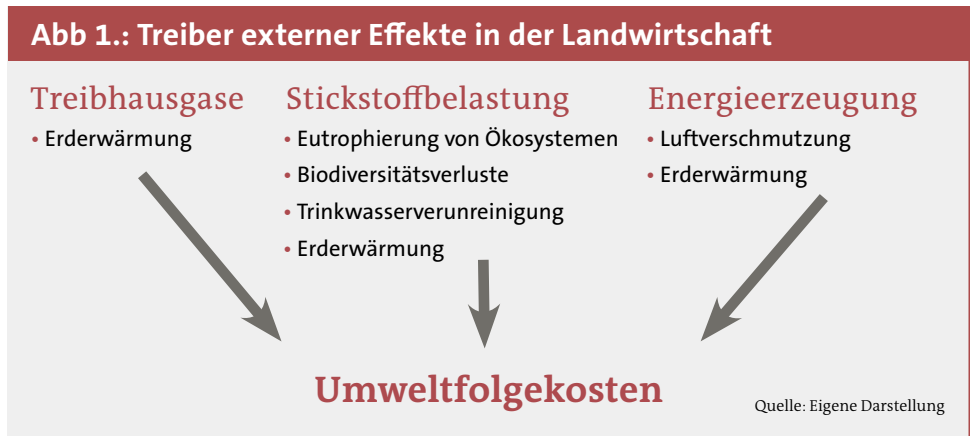 Abb 1.: Treiber externer Effekte in der Landwirtschaft
Treibhausgase
• Erderwärmung
Stickstoffbelastung
• Eutrophierung von Ökosystemen
• Biodiversitätsverluste
• Trinkwasserverunreinigung
• Erderwärmung
Energieerzeugung
• Luftverschmutzung
• Erderwärmung
Umweltfolgekosten
Quelle: Eigene Darstellung